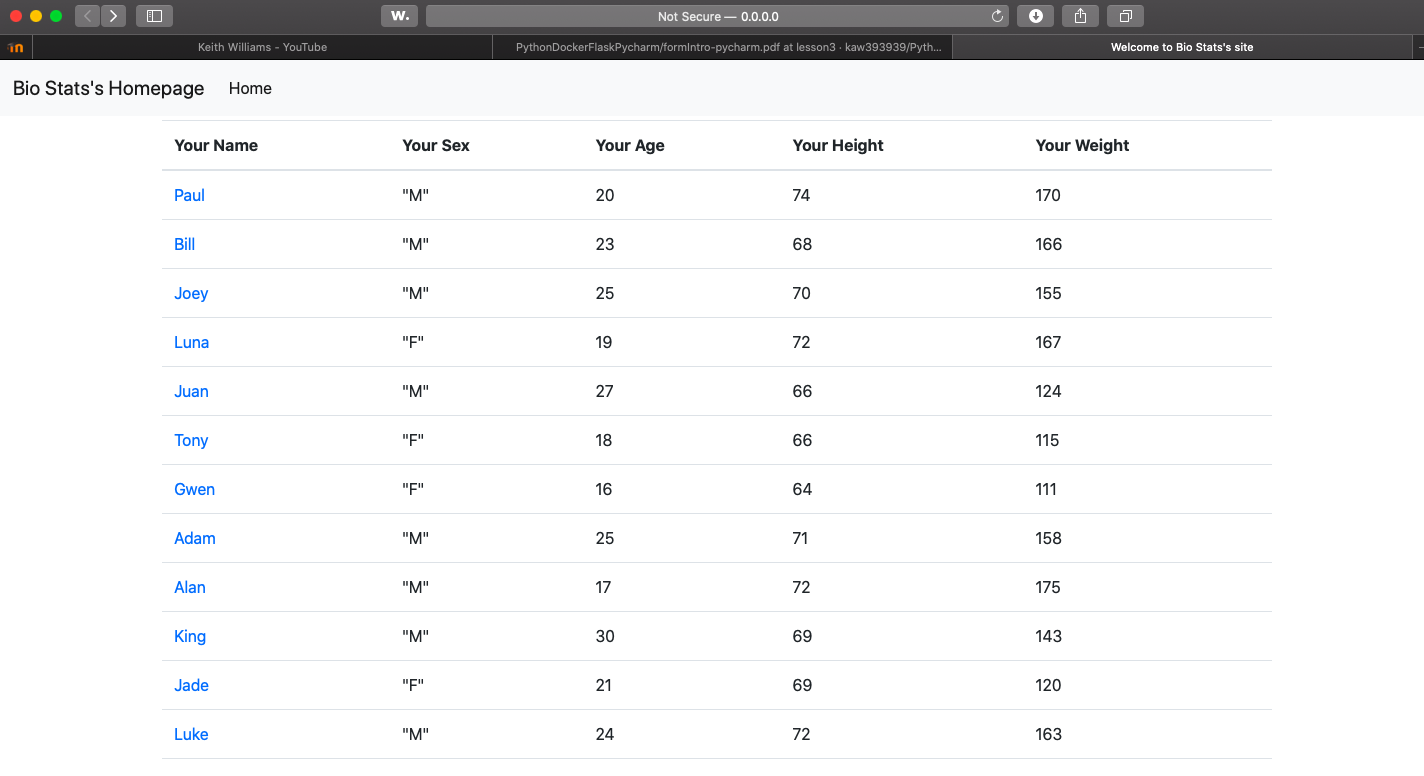 W. Not Secure — 0.0.0.0
m Keith Williams - YouTube PythonDockerFlaskPycharm/formIntro-pycharm.pdf at lesson3 · kaw393939/Pyth... Welcome to Bio Stats's site
Bio Stats's Homepage Home
Your Name Your Sex Your Age Your Height Your Weight
Paul "M" 20 74 170
Bill "M" 23 68 166
Joey "M" 25 70 155
Luna "F" 19 72 167
Juan "M" 27 66 124
Tony "F" 18 66 115
Gwen "F" 16 64 111
Adam "M" 25 71 158
Alan "M" 17 72 175
King "M" 30 69 143
Jade "F" 21 69 120
Luke "M" 24 72 163